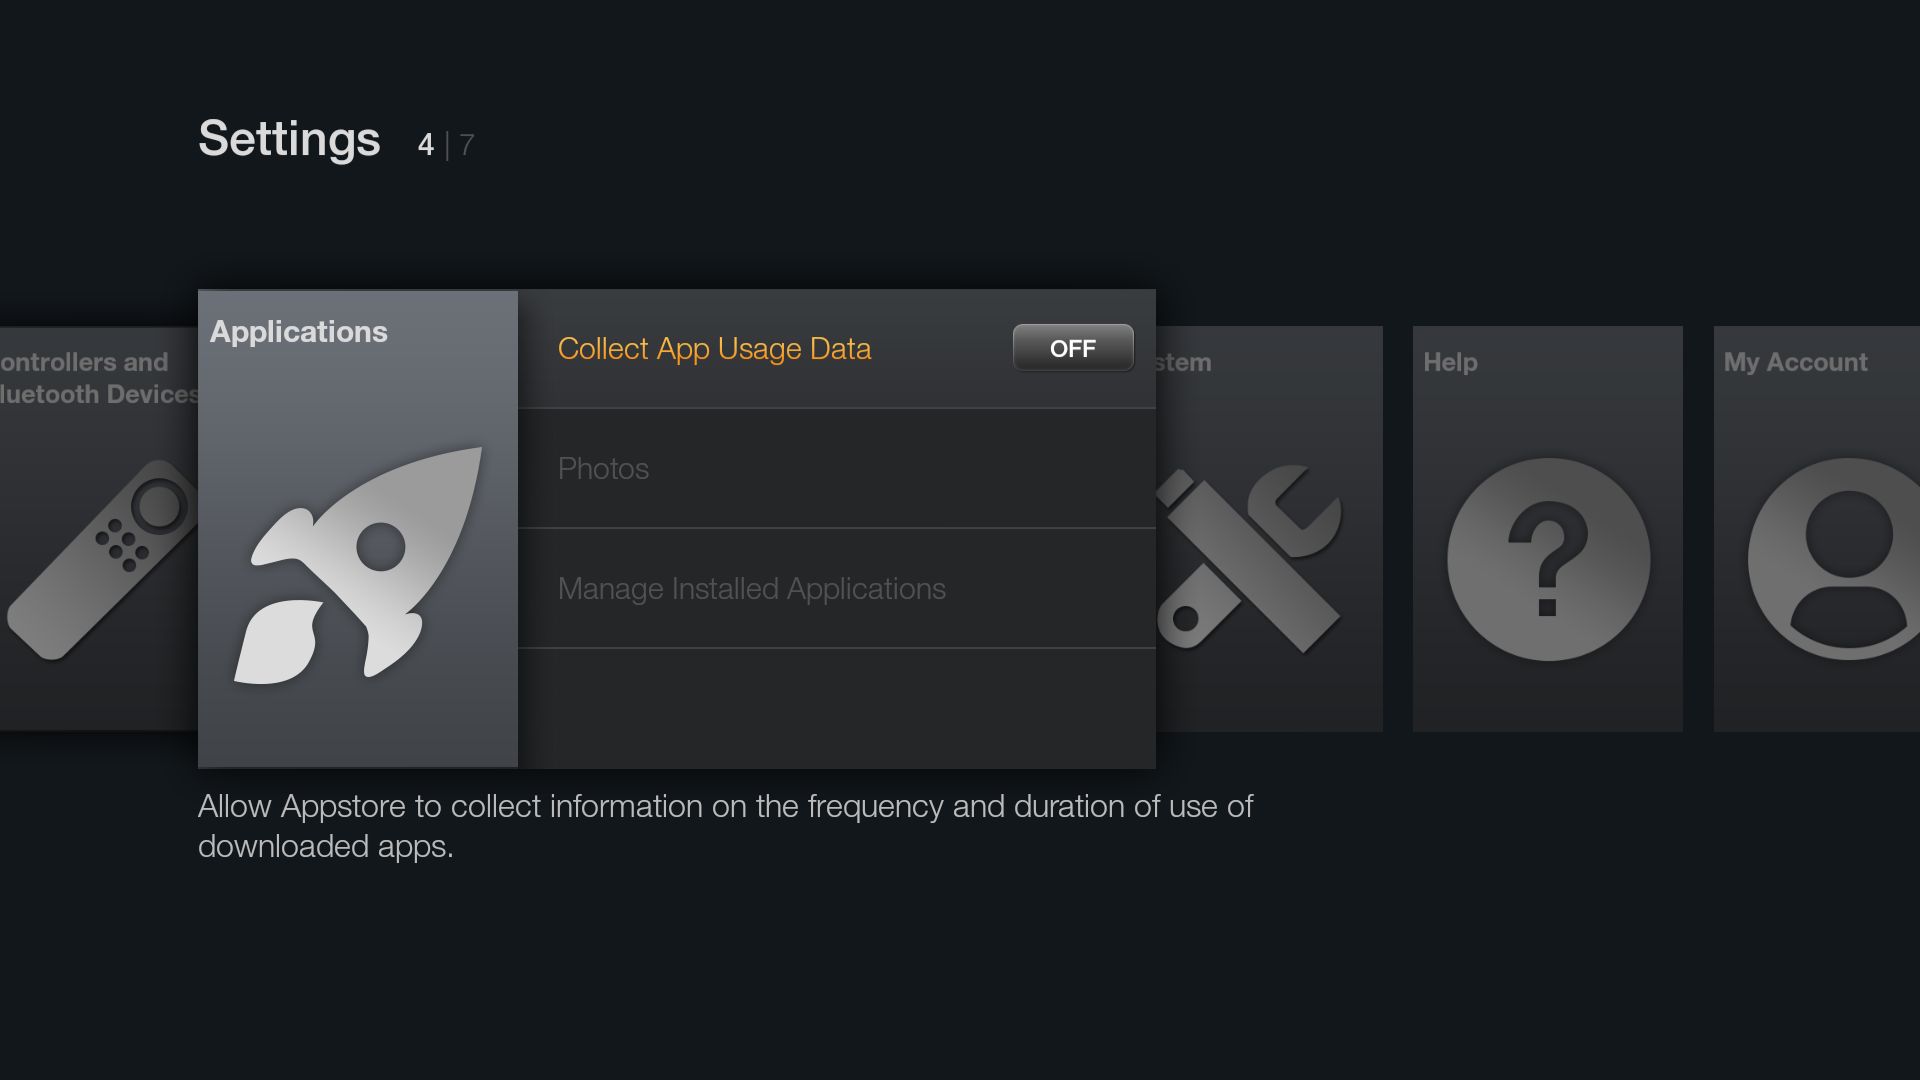 Settings 4 | 7
ontrollers and
luetooth Devices
Applications
Collect App Usage Data OFF
Photos
Manage Installed Applications
stem
Help
My Account
Allow Appstore to collect information on the frequency and duration of use of
downloaded apps.